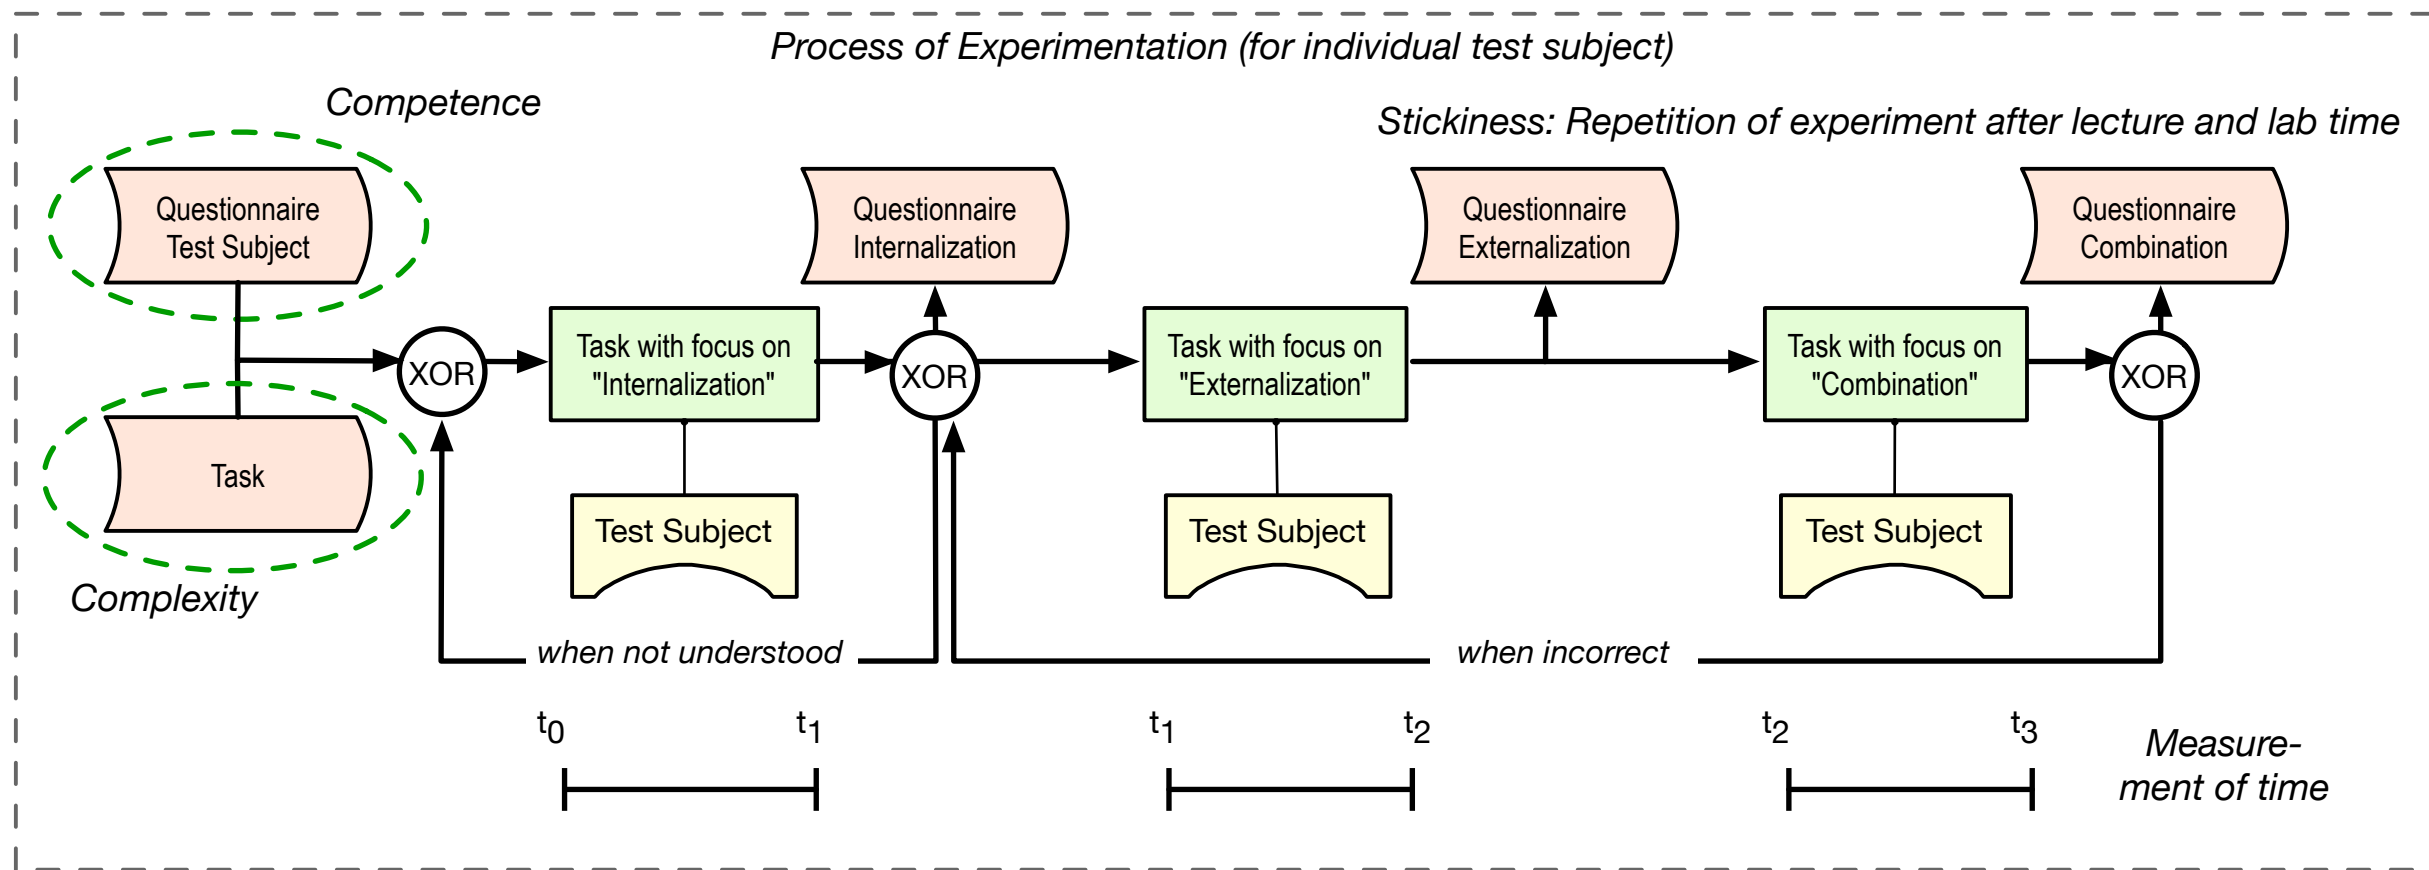 Process of Experimentation (for individual test subject)
Competence
Stickiness: Repetition of experiment after lecture and lab time
Questionnaire
Test Subject
Questionnaire
Internalization
Questionnaire
Externalization
Questionnaire
Combination
XOR
Task with focus on
"Internalization"
XOR
Task with focus on
"Externalization"
Task with focus on
"Combination"
XOR
Task
Test Subject
Test Subject
Test Subject
Complexity
when not understood
when incorrect
t0
t1
t1
t2
t2
t3
Measure-
ment of time